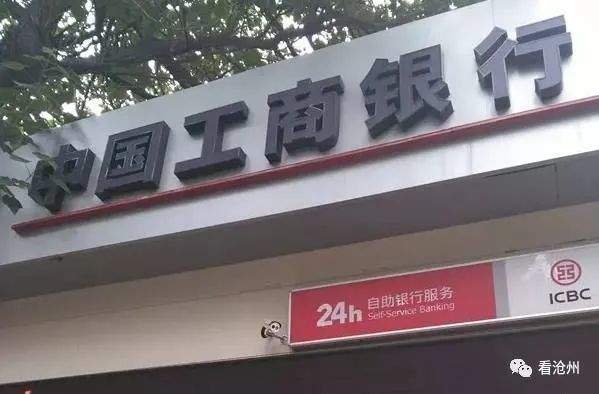 中国工商银行
24h 自助银行服务
Self-Service Banking
ICBC
看沧州